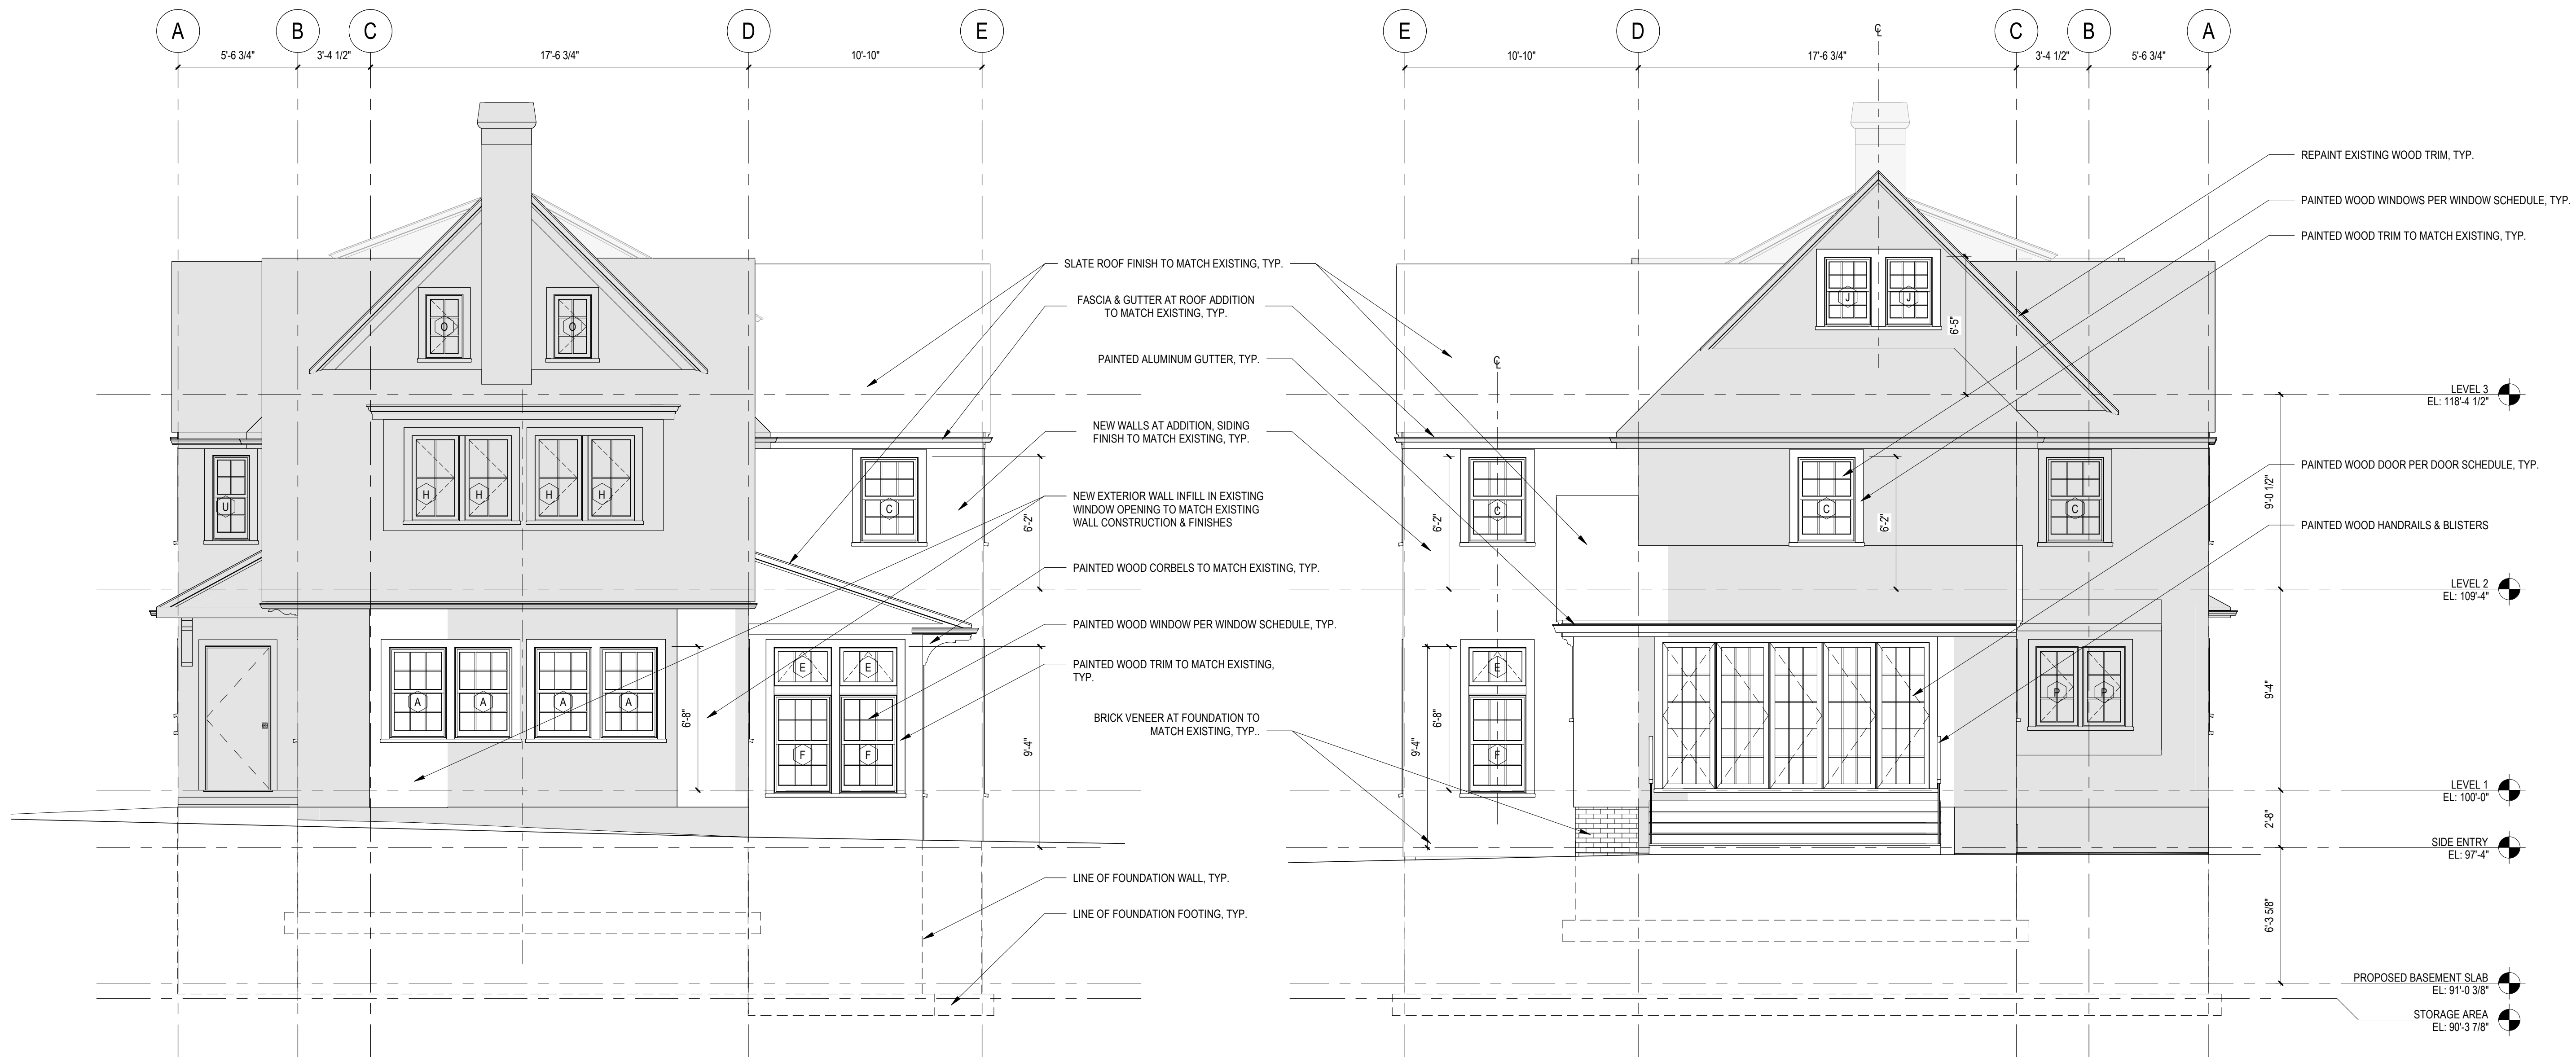 A
B
C
D
E
5'-6 3/4"
3'-4 1/2"
17'-6 3/4"
10'-10"
E
D
C
B
A
10'-10"
17'-6 3/4"
3'-4 1/2"
5'-6 3/4"
O
O
H
H
H
H
U
C
A
A
A
A
E
E
F
F
6'-8"
6'-2"
9'-4"
SLATE ROOF FINISH TO MATCH EXISTING, TYP.
FASCIA & GUTTER AT ROOF ADDITION
TO MATCH EXISTING, TYP.
PAINTED ALUMINUM GUTTER, TYP.
NEW WALLS AT ADDITION, SIDING
FINISH TO MATCH EXISTING, TYP.
NEW EXTERIOR WALL INFILL IN EXISTING
WINDOW OPENING TO MATCH EXISTING
WALL CONSTRUCTION & FINISHES
PAINTED WOOD CORBELS TO MATCH EXISTING, TYP.
PAINTED WOOD WINDOW PER WINDOW SCHEDULE, TYP.
PAINTED WOOD TRIM TO MATCH EXISTING,
TYP.
BRICK VENEER AT FOUNDATION TO
MATCH EXISTING, TYP..
LINE OF FOUNDATION WALL, TYP.
LINE OF FOUNDATION FOOTING, TYP.
J
J
6'-5"
C
C
C
6'-2"
6'-2"
E
F
P
P
6'-8"
9'-4"
REPAINT EXISTING WOOD TRIM, TYP.
PAINTED WOOD WINDOWS PER WINDOW SCHEDULE, TYP.
PAINTED WOOD TRIM TO MATCH EXISTING, TYP.
PAINTED WOOD DOOR PER DOOR SCHEDULE, TYP.
PAINTED WOOD HANDRAILS & BLISTERS
LEVEL 3
EL: 118'-4 1/2"
9'-0 1/2"
LEVEL 2
EL: 109'-4"
9'-4"
LEVEL 1
EL: 100'-0"
2'-8"
SIDE ENTRY
EL: 97'-4"
6'-3 5/8"
PROPOSED BASEMENT SLAB
EL: 91'-0 3/8"
STORAGE AREA
EL: 90'-3 7/8"